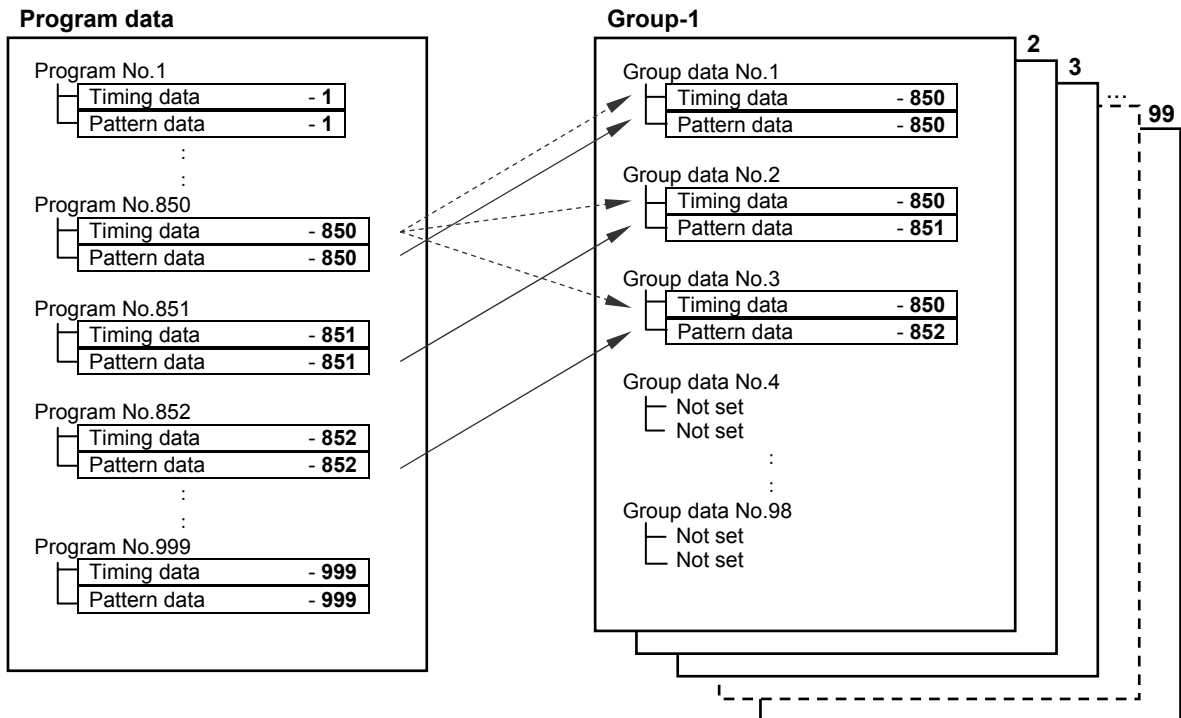 Program data
Program No.1
Timing data - 1
Pattern data - 1
:
:
Program No.850
Timing data - 850
Pattern data - 850
Program No.851
Timing data - 851
Pattern data - 851
Program No.852
Timing data - 852
Pattern data - 852
:
:
Program No.999
Timing data - 999
Pattern data - 999
Group-1
2
3
...
99
Group data No.1
Timing data - 850
Pattern data - 850
Group data No.2
Timing data - 850
Pattern data - 851
Group data No.3
Timing data - 850
Pattern data - 852
Group data No.4
Not set
Not set
:
:
Group data No.98
Not set
Not set